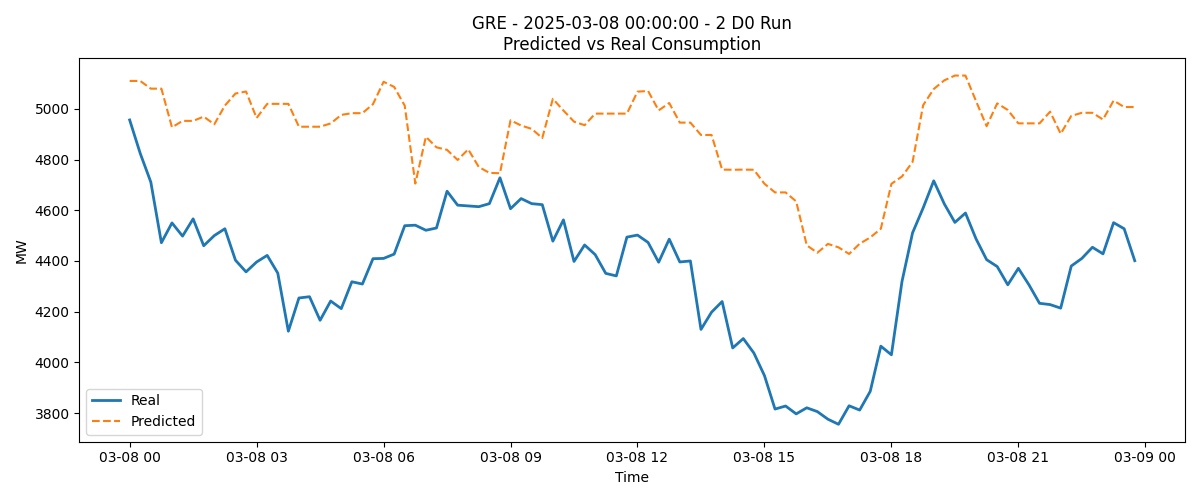 GRE - 2025-03-08 00:00:00 - 2 D0 Run
Predicted vs Real Consumption
MW
5000
4800
4600
4400
4200
4000
3800
Real
Predicted
03-08 00
03-08 03
03-08 06
03-08 09
03-08 12
03-08 15
03-08 18
03-08 21
03-09 00
Time